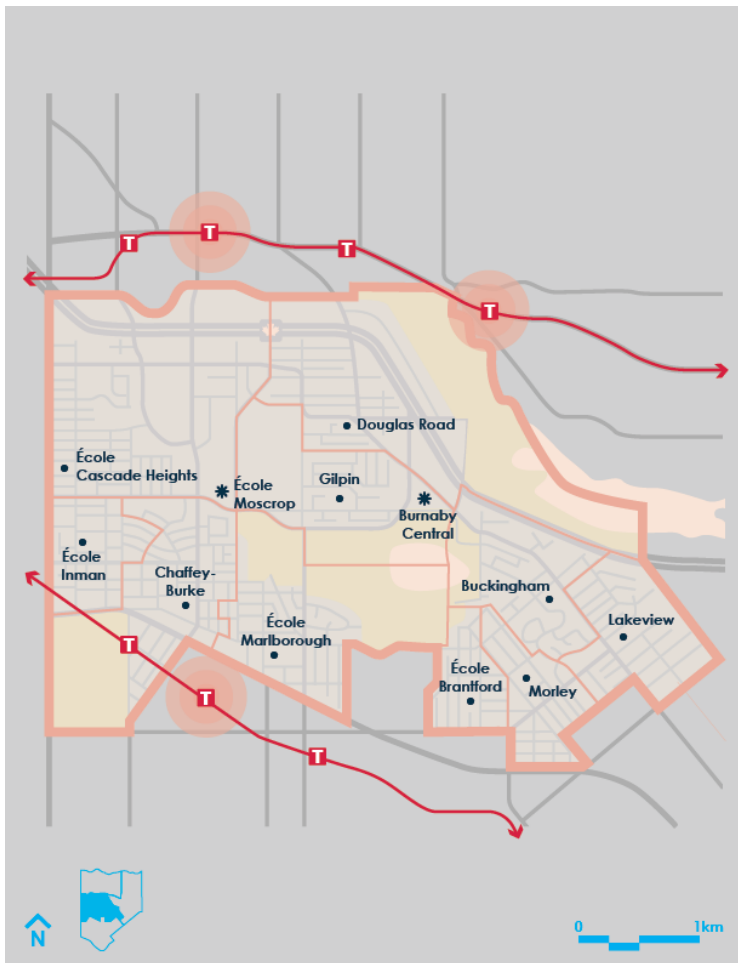 T
T
T
T
Douglas Road
École
Cascade Heights
École
Moscrop
Gilpin
Burnaby
Central
École
Inman
Chaffey-
Burke
Buckingham
École
Marlborough
Lakeview
École
Brantford
Morley
T
T
T
N
0
1km